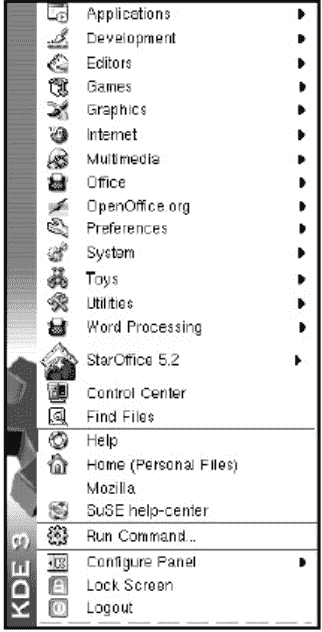 Applications
Development
Editors
Games
Graphics
Internet
Multimedia
Office
OpenOffice.org
Preferences
System
Toys
Utilities
Word Processing
StarOffice 5.2
Control Center
Find Files
Help
Home (Personal Files)
Mozilla
SuSE help-center
Run Command...
Configure Panel
Lock Screen
Logout
KDE 3